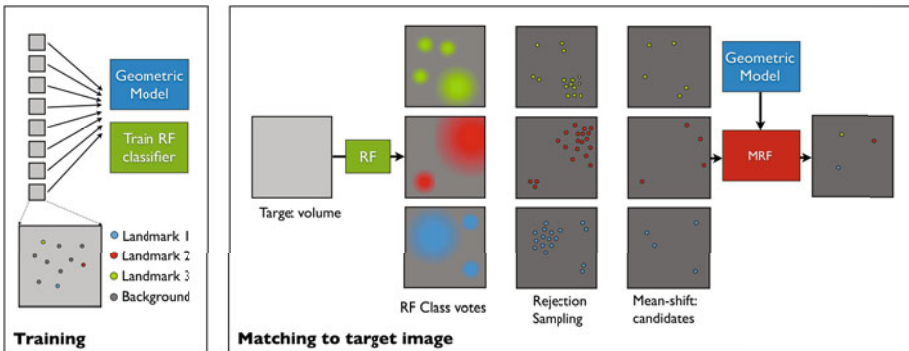 Geometric
Model
Train RF
classifier
Landmark 1
Landmark 2
Landmark 3
Background
Training
Target volume
RF
RF Class votes
Rejection
Sampling
Mean-shift:
candidates
Geometric
Model
MRF
Matching to target image